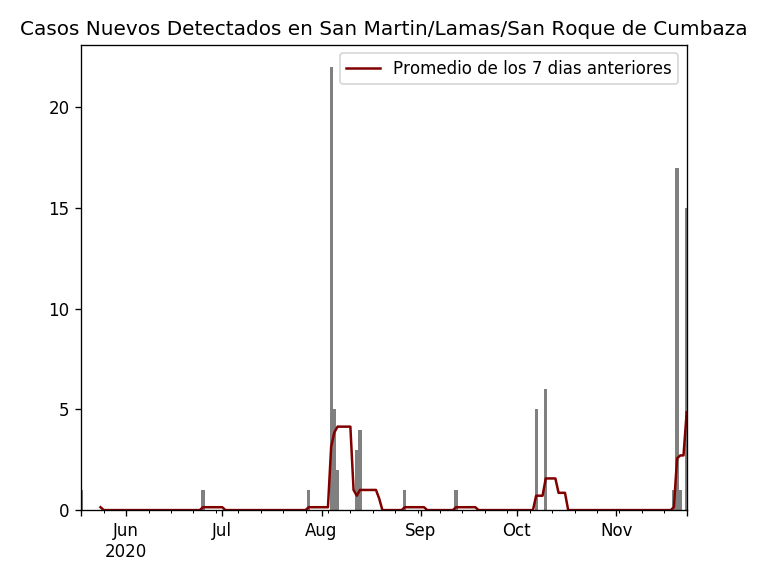 Casos Nuevos Detectados en San Martin/Lamas/San Roque de Cumbaza
Promedio de los 7 dias anteriores
20
15
10
5
0
Jun Jul Aug Sep Oct Nov
2020